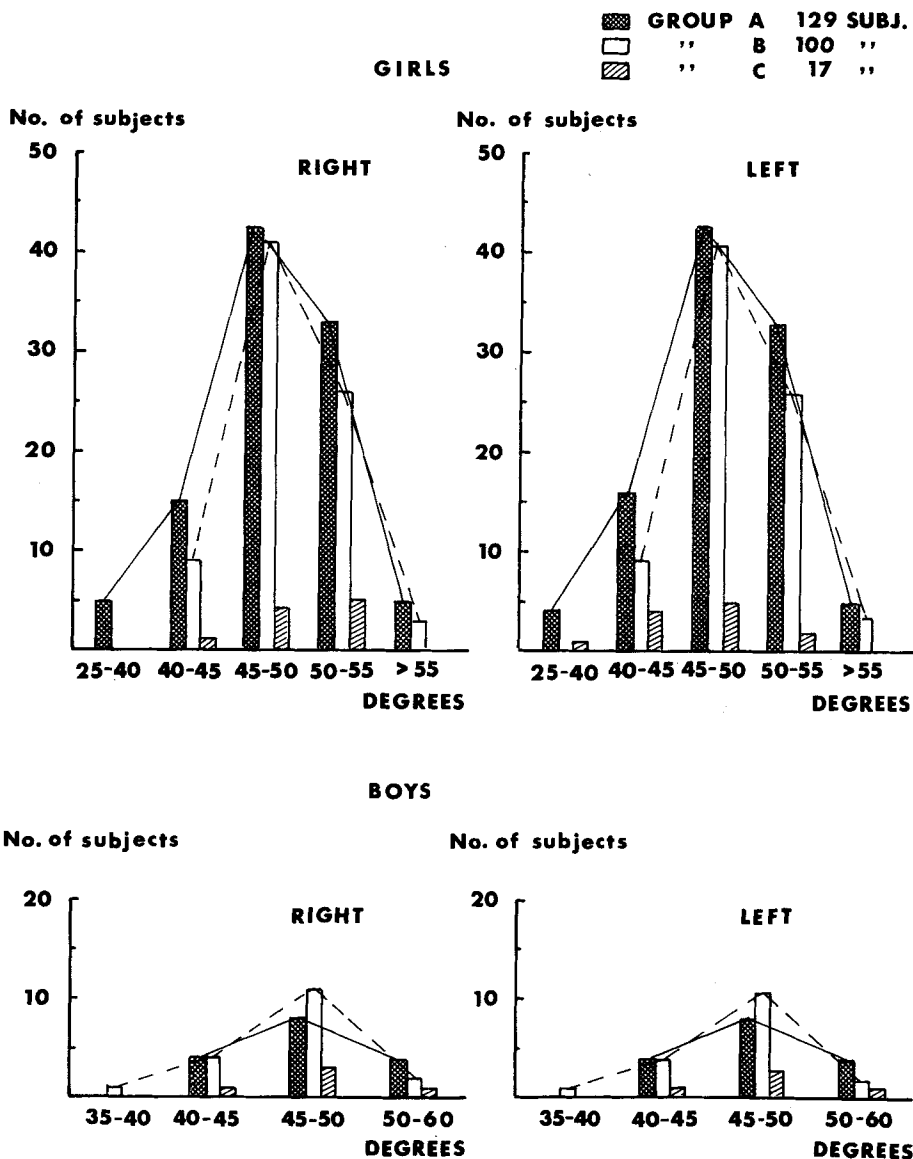 GROUP A 129 SUBJ.
,, B 100 ,,
,, C 17 ,,
GIRLS
No. of subjects
No. of subjects
RIGHT
LEFT
50
40
30
20
10
50
40
30
20
10
25-40 40-45 45-50 50-55 >55
DEGREES
25-40 40-45 45-50 50-55 >55
DEGREES
BOYS
No. of subjects
No. of subjects
RIGHT
LEFT
20
10
20
10
35-40 40-45 45-50 50-60
DEGREES
35-40 40-45 45-50 50-60
DEGREES